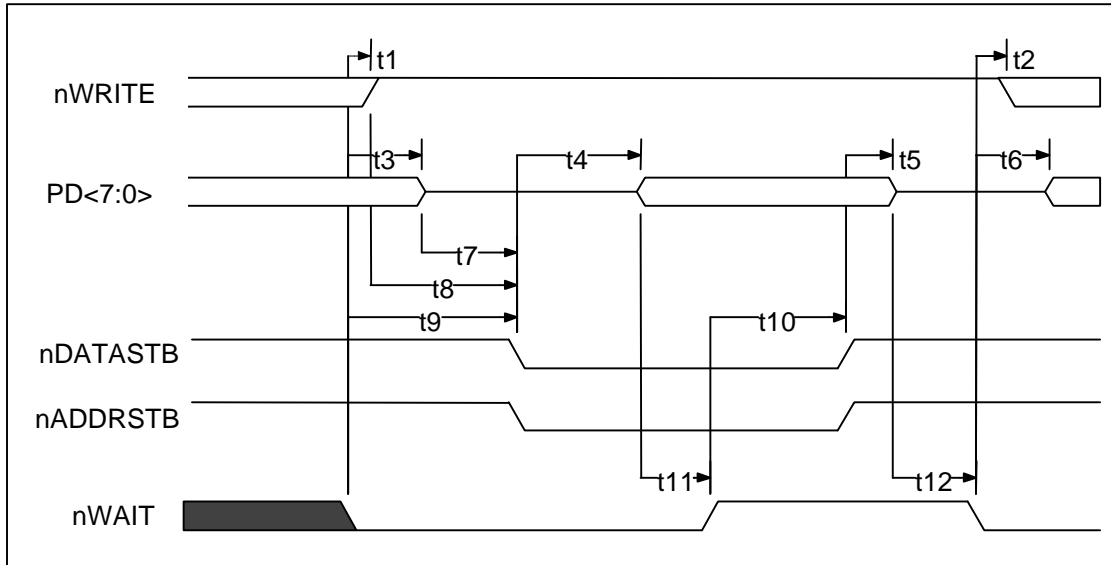 t1
t2
nWRITE
t3
t4
t5
t6
PD<7:0>
t7
t8
t9
t10
nDATASTB
nADDRSTB
t11
t12
nWAIT